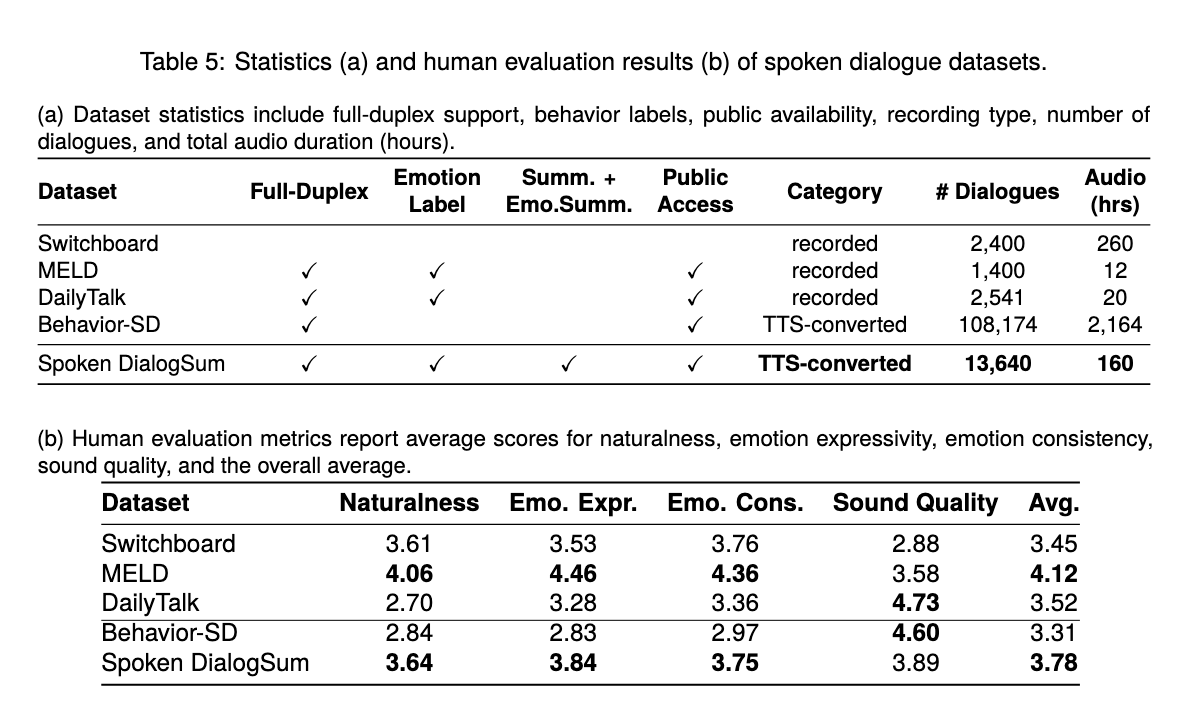 Table 5: Statistics (a) and human evaluation results (b) of spoken dialogue datasets.
(a) Dataset statistics include full-duplex support, behavior labels, public availability, recording type, number of
dialogues, and total audio duration (hours).
Dataset Full-Duplex Emotion Label Summ. + Emo.Summ. Public Access Category # Dialogues Audio (hrs)
Switchboard recorded 2,400 260
MELD ✓ ✓ ✓ recorded 1,400 12
DailyTalk ✓ ✓ ✓ recorded 2,541 20
Behavior-SD ✓ ✓ TTS-converted 108,174 2,164
Spoken DialogSum ✓ ✓ ✓ ✓ TTS-converted 13,640 160
(b) Human evaluation metrics report average scores for naturalness, emotion expressivity, emotion consistency,
sound quality, and the overall average.
Dataset Naturalness Emo. Expr. Emo. Cons. Sound Quality Avg.
Switchboard 3.61 3.53 3.76 2.88 3.45
MELD 4.06 4.46 4.36 3.58 4.12
DailyTalk 2.70 3.28 3.36 4.73 3.52
Behavior-SD 2.84 2.83 2.97 4.60 3.31
Spoken DialogSum 3.64 3.84 3.75 3.89 3.78